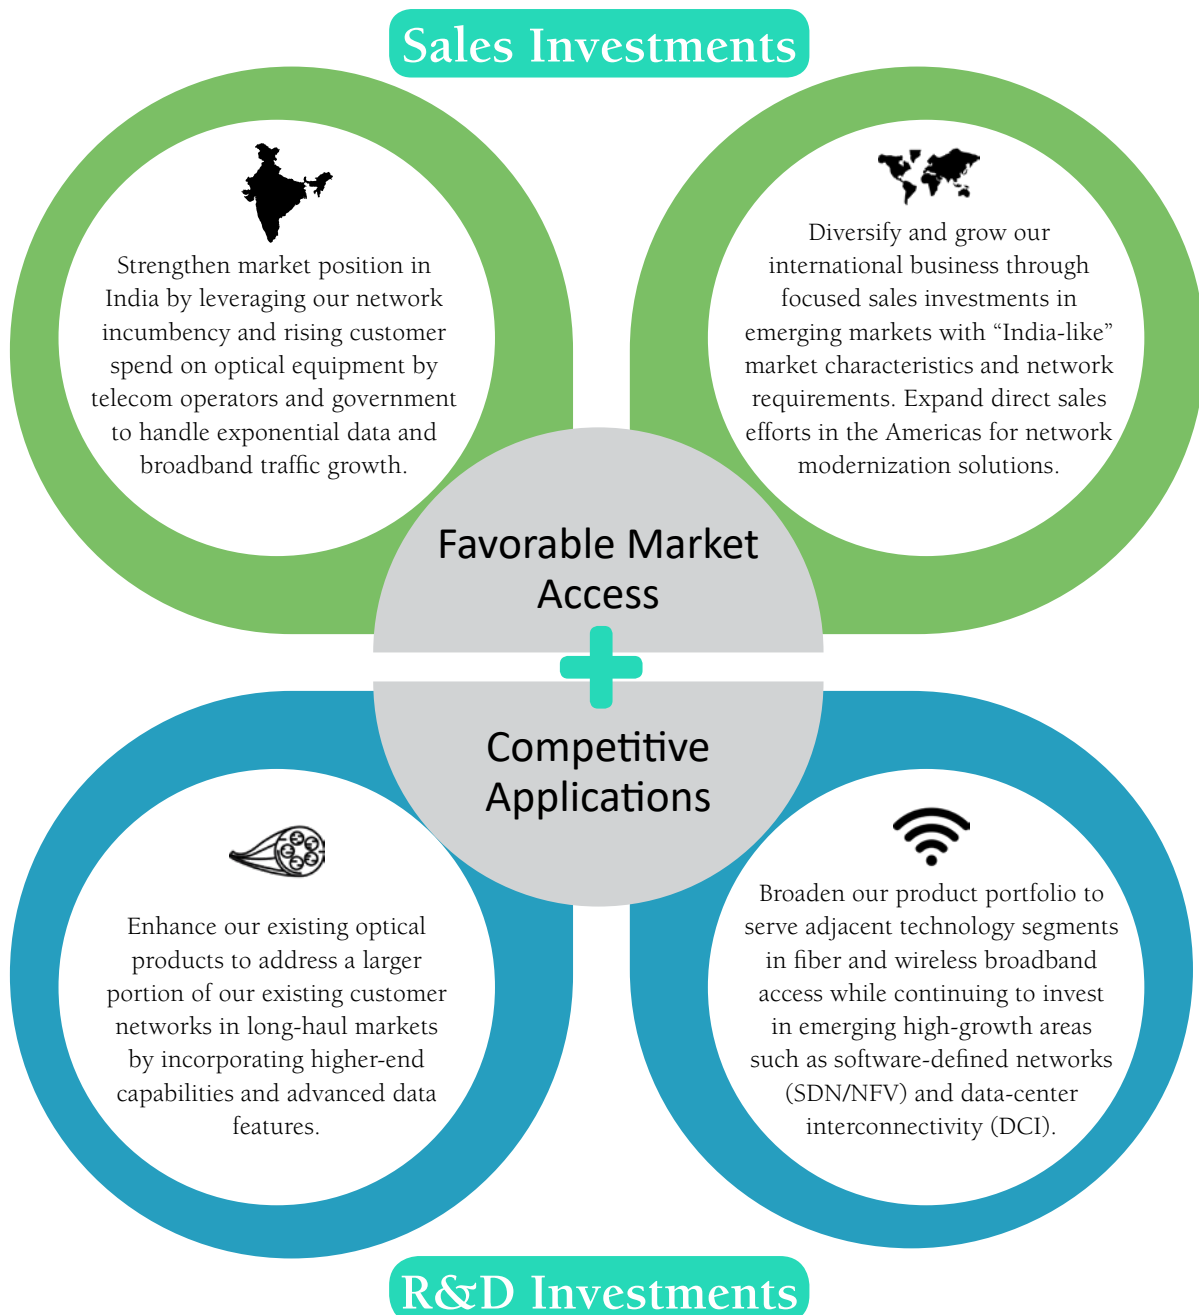 Sales Investments
Strengthen market position in
India by leveraging our network
incumbency and rising customer
spend on optical equipment by
telecom operators and government
to handle exponential data and
broadband traffic growth.
Diversify and grow our
international business through
focused sales investments in
emerging markets with “India-like”
market characteristics and network
requirements. Expand direct sales
efforts in the Americas for network
modernization solutions.
Favorable Market
Access
Competitive
Applications
Enhance our existing optical
products to address a larger
portion of our existing customer
networks in long-haul markets
by incorporating higher-end
capabilities and advanced data
features.
Broaden our product portfolio to
serve adjacent technology segments
in fiber and wireless broadband
access while continuing to invest
in emerging high-growth areas
such as software-defined networks
(SDN/NFV) and data-center
interconnectivity (DCI).
R&D Investments